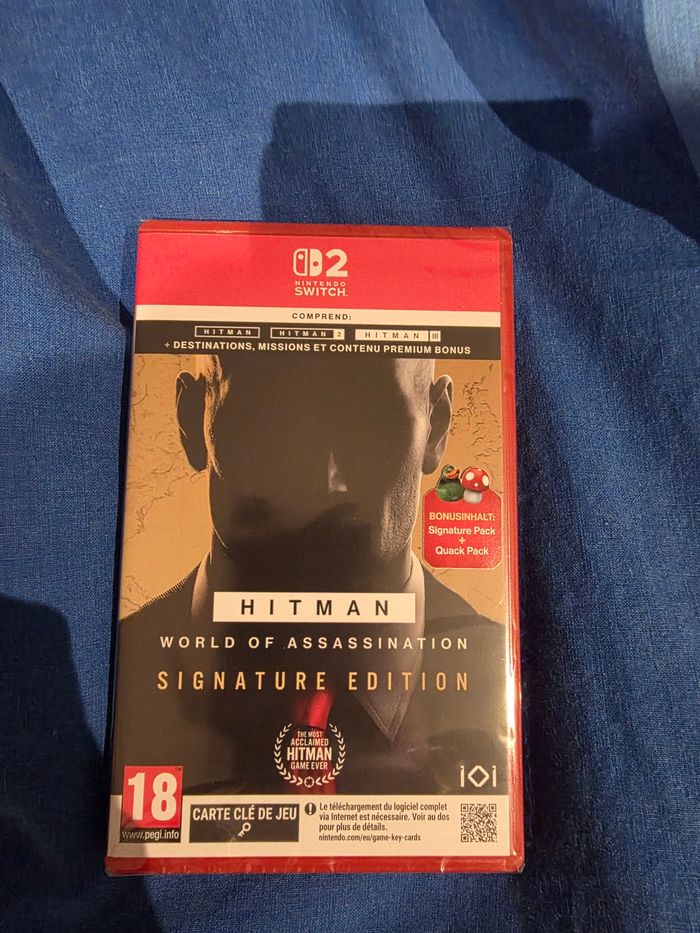 2
NINTENDO
SWITCH™
COMPREND:
HITMAN HITMAN 2 HITMAN III
+ DESTINATIONS, MISSIONS ET CONTENU PREMIUM BONUS
BONUSINHALT:
Signature Pack
+
Quack Pack
HITMAN
WORLD OF ASSASSINATION
SIGNATURE EDITION
THE MOST
ACCLAIMED
HITMAN
GAME EVER
IOI
18
www.pegi.info
CARTE CLÉ DE JEU
! Le téléchargement du logiciel complet
via Internet est nécessaire. Voir au dos
pour plus de détails.
nintendo.com/eu/game-key-cards